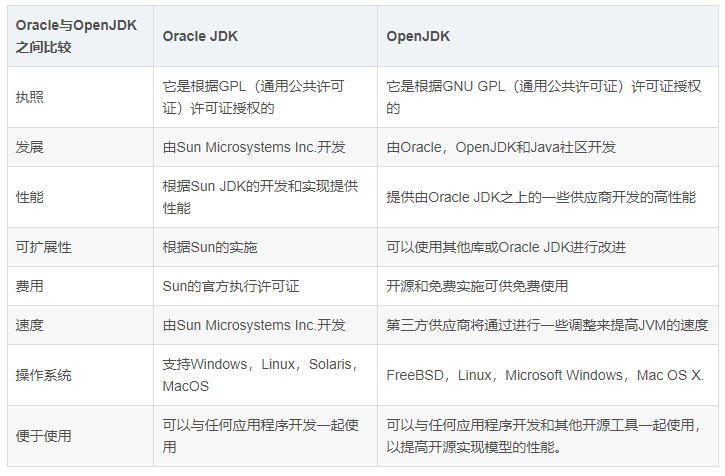 Oracle与OpenJDK
之间比较
Oracle JDK
OpenJDK
执照
它是根据GPL（通用公共许可
证）许可证授权的
它是根据GNU GPL（通用公共许可证）许可证授权
的
发展
由Sun Microsystems Inc.开发
由Oracle，OpenJDK和Java社区开发
性能
根据Sun JDK的开发和实现提供
性能
提供由Oracle JDK之上的一些供应商开发的高性能
可扩展性
根据Sun的实施
可以使用其他库或Oracle JDK进行改进
费用
Sun的官方执行许可证
开源和免费实施可供免费使用
速度
由Sun Microsystems Inc.开发
第三方供应商将通过进行一些调整来提高JVM的速度
操作系统
支持Windows，Linux，Solaris，
MacOS
FreeBSD，Linux，Microsoft Windows，Mac OS X.
便于使用
可以与任何应用程序开发一起使
用
可以与任何应用程序开发和其他开源工具一起使用，
以提高开源实现模型的性能。